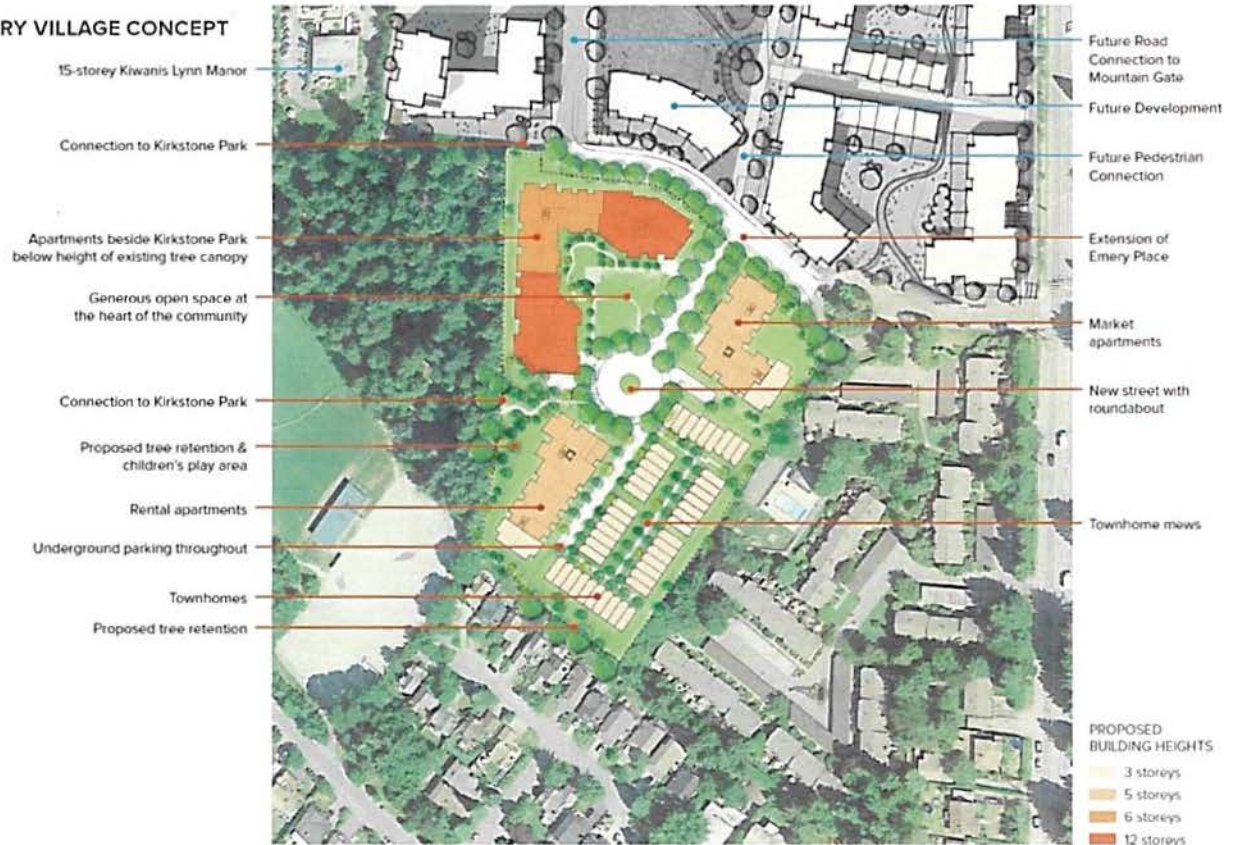 RY VILLAGE CONCEPT
15-storey Kiwanis Lynn Manor
Connection to Kirkstone Park
Apartments beside Kirkstone Park
below height of existing tree canopy
Generous open space at
the heart of the community
Connection to Kirkstone Park
Proposed tree retention &
children's play area
Rental apartments
Underground parking throughout
Townhomes
Proposed tree retention
Future Road
Connection to
Mountain Gate
Future Development
Future Pedestrian
Connection
Extension of
Emery Place
Market
apartments
New street with
roundabout
Townhome mews
PROPOSED
BUILDING HEIGHTS
3 storeys
5 storeys
6 storeys
12 storeys